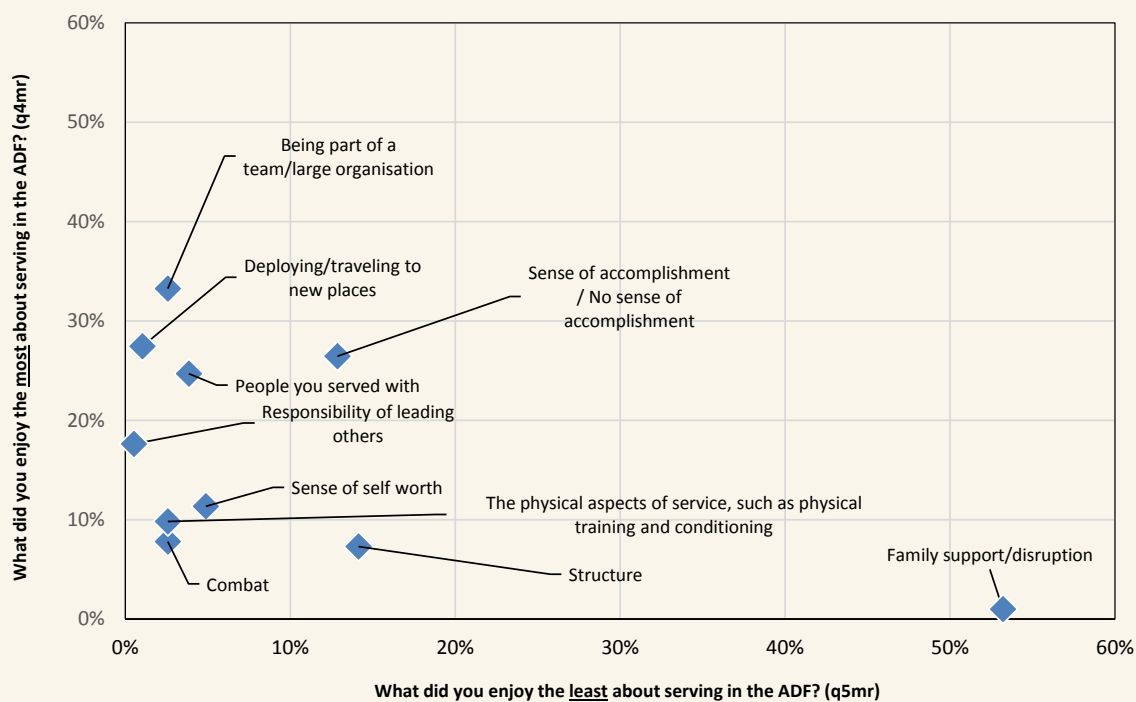 What did you enjoy the most about serving in the ADF? (q4mr)
60%
50%
40%
30%
20%
10%
0%
Being part of a
team/large organisation
Deploying/traveling to
new places
Sense of accomplishment
/ No sense of
accomplishment
People you served with
Responsibility of leading
others
Sense of self worth
The physical aspects of service, such as physical
training and conditioning
Combat
Structure
Family support/disruption
0%
10%
20%
30%
40%
50%
60%
What did you enjoy the least about serving in the ADF? (q5mr)